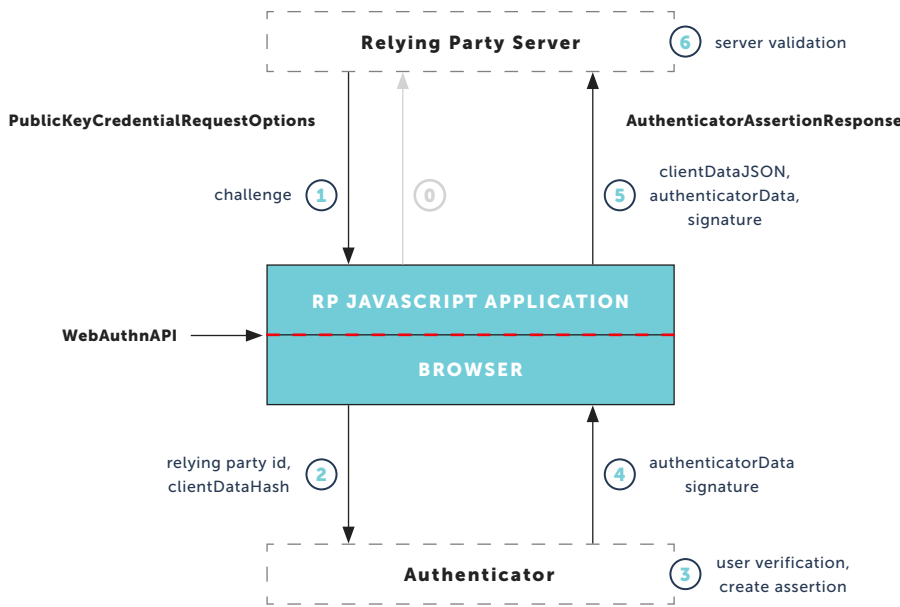 Relying Party Server
6
server validation
PublicKeyCredentialRequestOptions
AuthenticatorAssertionResponse
challenge
1
0
5
clientDataJSON,
authenticatorData,
signature
RP JAVASCRIPT APPLICATION
WebAuthnAPI
BROWSER
relying party id,
clientDataHash
2
4
authenticatorData
signature
Authenticator
3
user verification,
create assertion